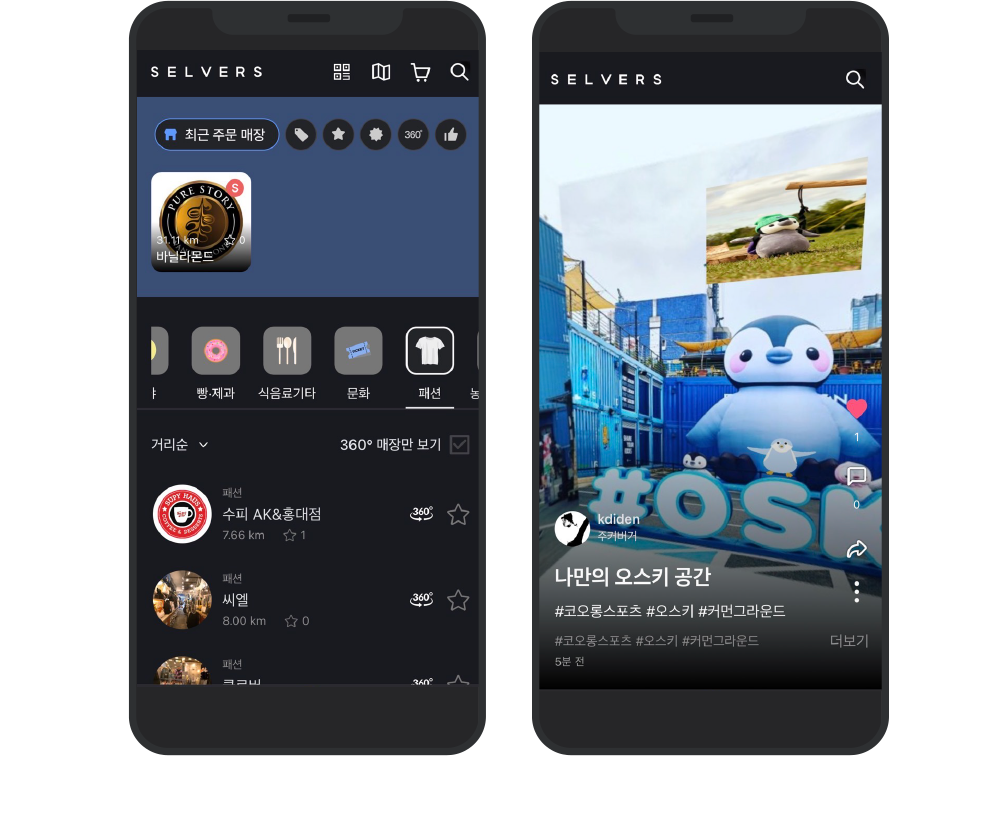 SELVERS
최근 주문 매장
360°
PURE STORY
S
31.11 km
0
바닐라몬드
빵·제과
식음료기타
문화
패션
거리순
360° 매장만 보기
패션
수피 AK&홍대점
360°
7.66 km
1
SUPY HAUS
COFFEE & DESSERTS
패션
씨엘
360°
8.00 km
0
패션
360°
SELVERS
1
0
#OSK
kdiden
주커버거
나만의 오스키 공간
#코오롱스포츠 #오스키 #커먼그라운드
#코오롱스포츠 #오스키 #커먼그라운드
더보기
5분 전